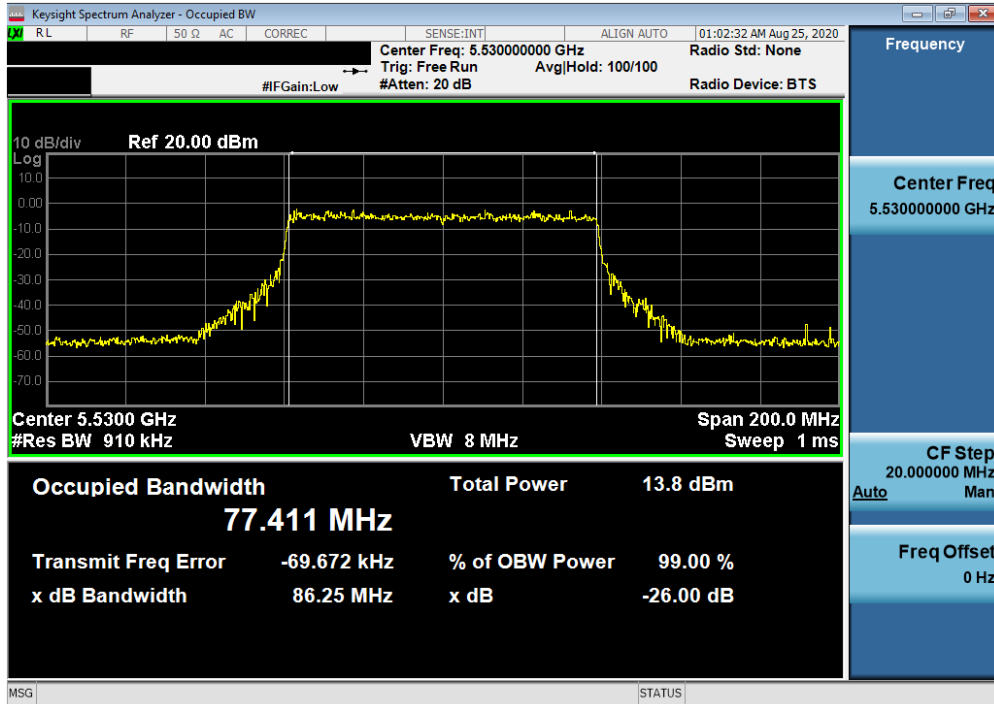 Keysight Spectrum Analyzer - Occupied BW
LXI RL RF 50 Ω AC CORREC SENSE:INT ALIGN AUTO 01:02:32 AM Aug 25, 2020
Center Freq: 5.530000000 GHz Radio Std: None
Trig: Free Run Avg|Hold: 100/100
#IFGain:Low #Atten: 20 dB Radio Device: BTS
10 dB/div Ref 20.00 dBm
Log
10.0
0.00
-10.0
-20.0
-30.0
-40.0
-50.0
-60.0
-70.0
Center 5.5300 GHz Span 200.0 MHz
#Res BW 910 kHz VBW 8 MHz Sweep 1 ms
Occupied Bandwidth Total Power 13.8 dBm
77.411 MHz
Transmit Freq Error -69.672 kHz % of OBW Power 99.00 %
x dB Bandwidth 86.25 MHz x dB -26.00 dB
MSG STATUS
Frequency
Center Freq
5.530000000 GHz
CF Step
20.000000 MHz
Auto Man
Freq Offset
0 Hz